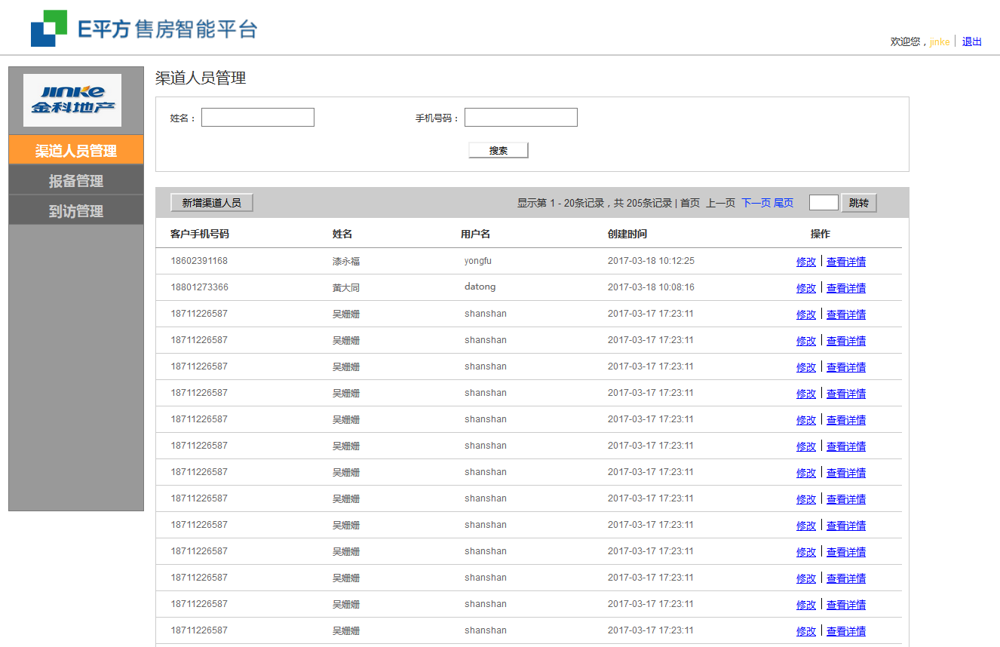 E平方 售房智能平台
欢迎您，jinke 退出
JINKE
金科地产
渠道人员管理
报备管理
到访管理
渠道人员管理
姓名： 手机号码：
搜索
新增渠道人员 显示第 1 - 20条记录，共 205条记录 | 首页 上一页 下一页 尾页 跳转
客户手机号码 姓名 用户名 创建时间 操作
18602391168 漆永福 yongfu 2017-03-18 10:12:25 修改 查看详情
18801273366 黄大同 datong 2017-03-18 10:08:16 修改 查看详情
18711226587 吴姗姗 shanshan 2017-03-17 17:23:11 修改 查看详情
18711226587 吴姗姗 shanshan 2017-03-17 17:23:11 修改 查看详情
18711226587 吴姗姗 shanshan 2017-03-17 17:23:11 修改 查看详情
18711226587 吴姗姗 shanshan 2017-03-17 17:23:11 修改 查看详情
18711226587 吴姗姗 shanshan 2017-03-17 17:23:11 修改 查看详情
18711226587 吴姗姗 shanshan 2017-03-17 17:23:11 修改 查看详情
18711226587 吴姗姗 shanshan 2017-03-17 17:23:11 修改 查看详情
18711226587 吴姗姗 shanshan 2017-03-17 17:23:11 修改 查看详情
18711226587 吴姗姗 shanshan 2017-03-17 17:23:11 修改 查看详情
18711226587 吴姗姗 shanshan 2017-03-17 17:23:11 修改 查看详情
18711226587 吴姗姗 shanshan 2017-03-17 17:23:11 修改 查看详情
18711226587 吴姗姗 shanshan 2017-03-17 17:23:11 修改 查看详情
18711226587 吴姗姗 shanshan 2017-03-17 17:23:11 修改 查看详情